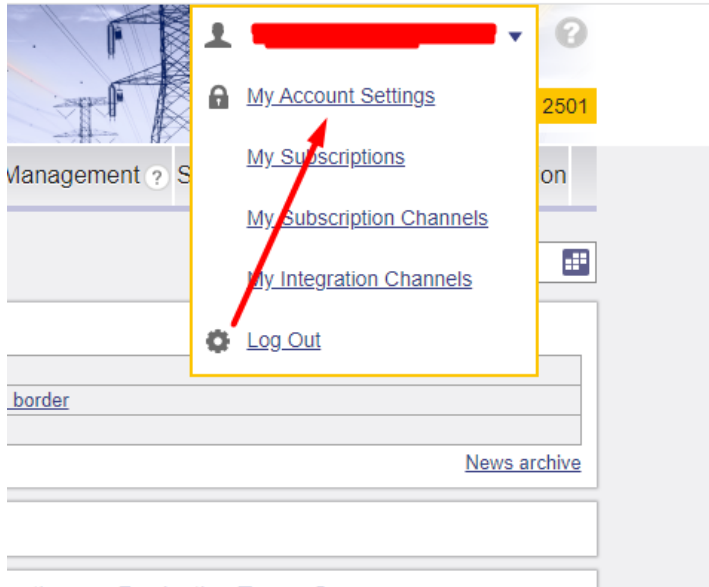 My Account Settings
2501
My Subscriptions
Management ? S
on
My Subscription Channels
My Integration Channels
Log Out
border
News archive